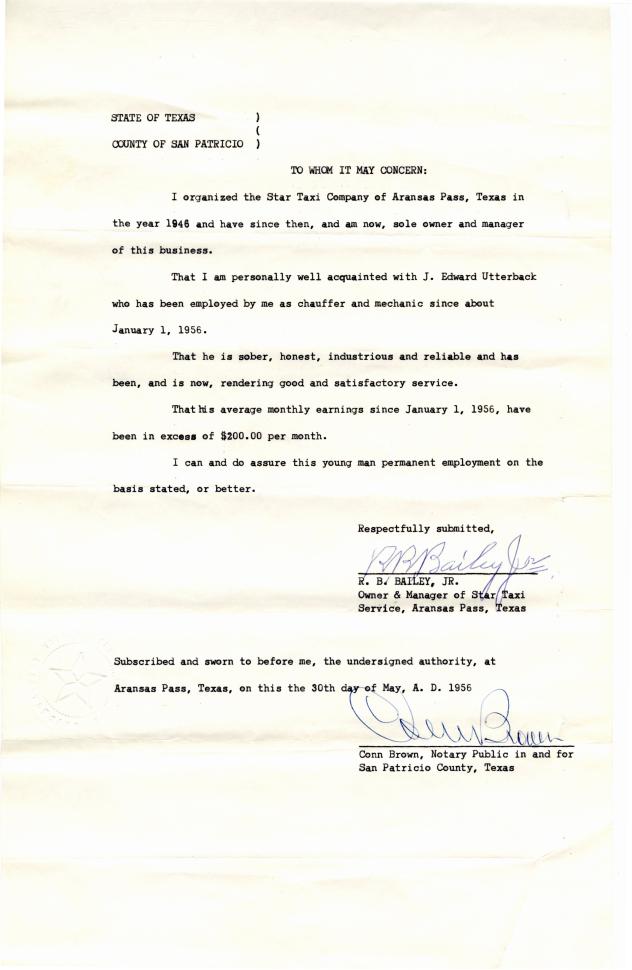 STATE OF TEXAS )
(
COUNTY OF SAN PATRICIO )
TO WHOM IT MAY CONCERN:
I organized the Star Taxi Company of Aransas Pass, Texas in
the year 1946 and have since then, and am now, sole owner and manager
of this business.
That I am personally well acquainted with J. Edward Utterback
who has been employed by me as chauffer and mechanic since about
January 1, 1956.
That he is sober, honest, industrious and reliable and has
been, and is now, rendering good and satisfactory service.
That his average monthly earnings since January 1, 1956, have
been in excess of $200.00 per month.
I can and do assure this young man permanent employment on the
basis stated, or better.
Respectfully submitted,
R B Bailey Jr
R. B. BAILEY, JR.
Owner & Manager of Star Taxi
Service, Aransas Pass, Texas
Subscribed and sworn to before me, the undersigned authority, at
Aransas Pass, Texas, on this the 30th day of May, A. D. 1956
Conn Brown
Conn Brown, Notary Public in and for
San Patricio County, Texas